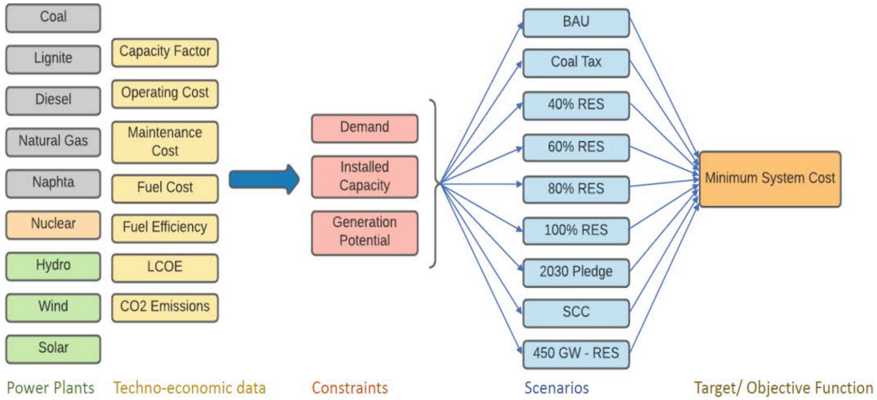 Coal
Lignite
Diesel
Natural Gas
Naphta
Nuclear
Hydro
Wind
Solar
Power Plants
Capacity Factor
Operating Cost
Maintenance
Cost
Fuel Cost
Fuel Efficiency
LCOE
CO2 Emissions
Techno-economic data
Demand
Installed
Capacity
Generation
Potential
Constraints
BAU
Coal Tax
40% RES
60% RES
80% RES
100% RES
2030 Pledge
SCC
450 GW - RES
Scenarios
Minimum System Cost
Target/ Objective Function